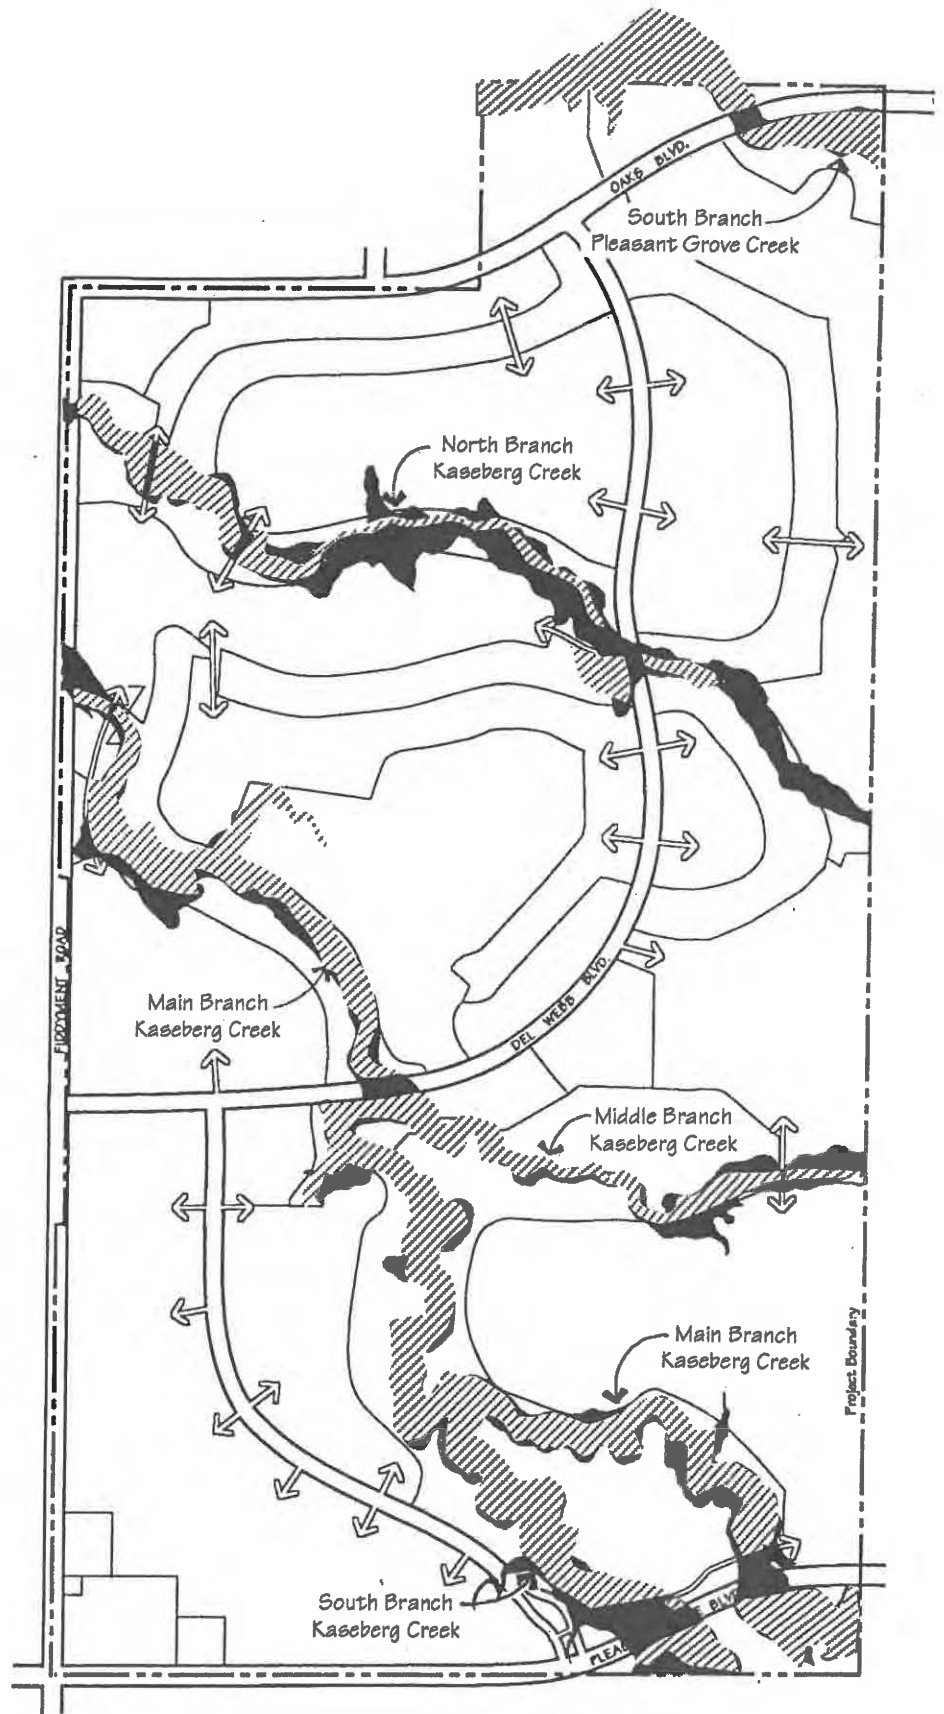 OAKS BLVD.
South Branch
Pleasant Grove Creek
North Branch
Kaseberg Creek
FIDDYMENT ROAD
Main Branch
Kaseberg Creek
DEL WEBB BLVD.
Middle Branch
Kaseberg Creek
Main Branch
Kaseberg Creek
Project Boundary
South Branch
Kaseberg Creek